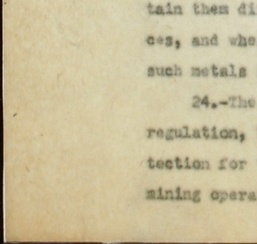 tain them di
ces, and whe
such metals
24.-The
regulation,
tection for
mining opera